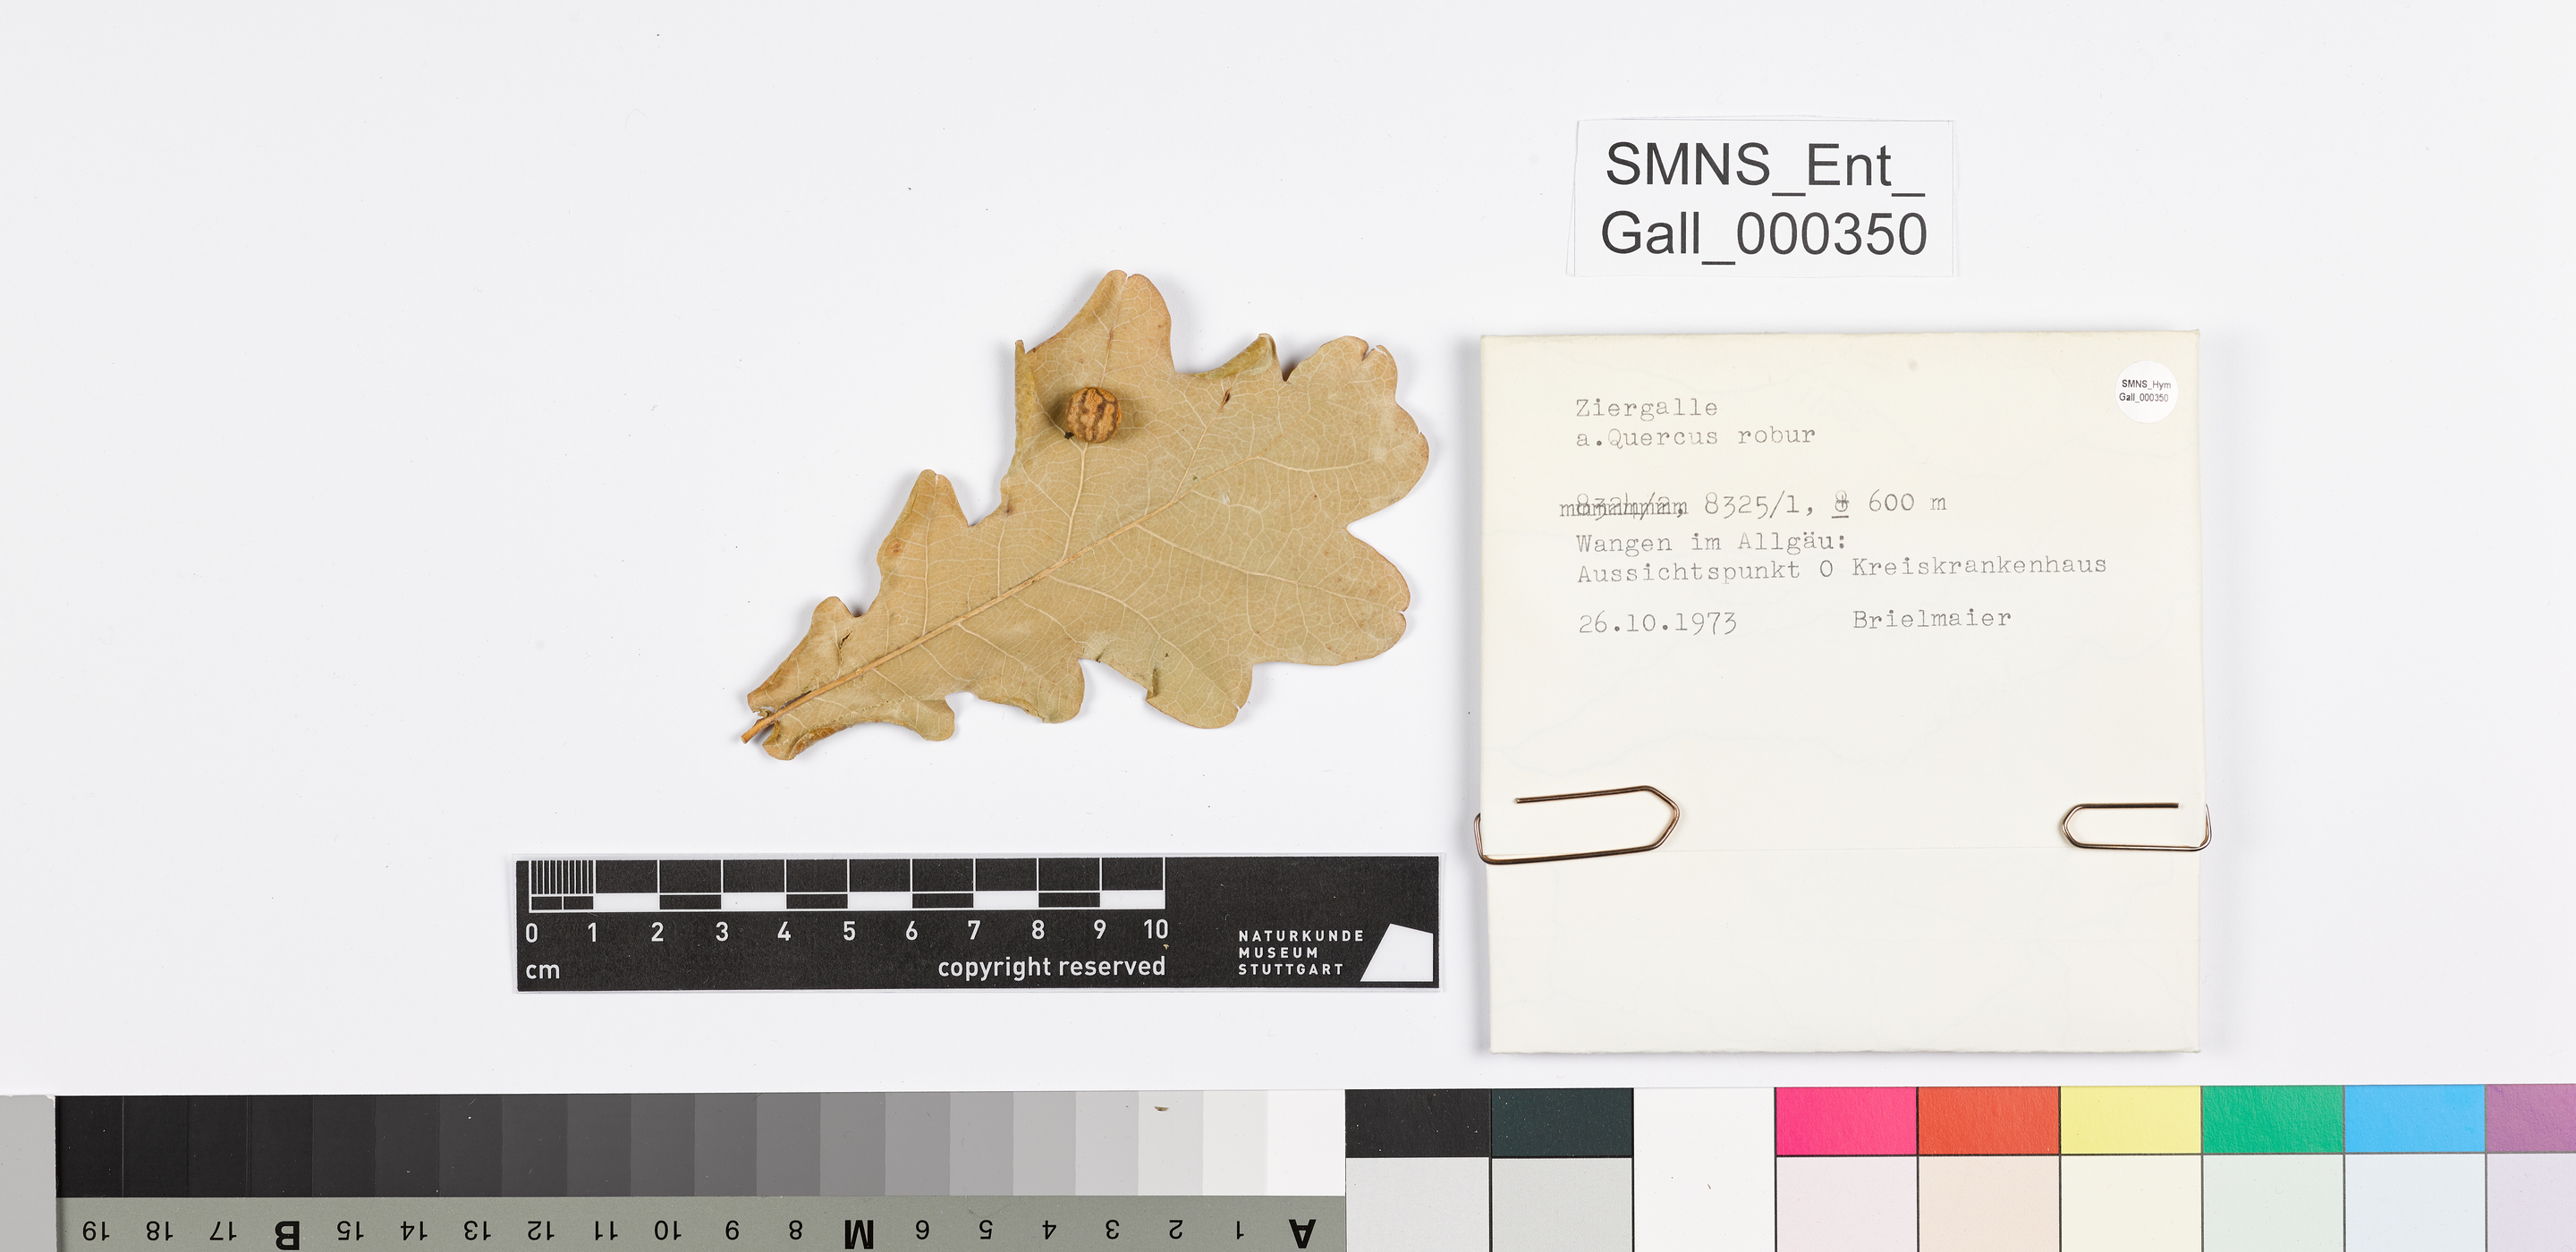 SMNS_Ent_
Gall_000350
SMNS_Hym
Gall_000350
Ziergalle
a.Quercus robur
8325/1, ± 600 m
Wangen im Allgäu:
Aussichtspunkt O Kreiskrankenhaus
26.10.1973 Brielmaier
0 1 2 3 4 5 6 7 8 9 10
cm
copyright reserved
NATURKUNDE
MUSEUM
STUTTGART
19 18 17 B 15 14 13 12 11 10 9 8 M 6 5 4 3 2 1 A